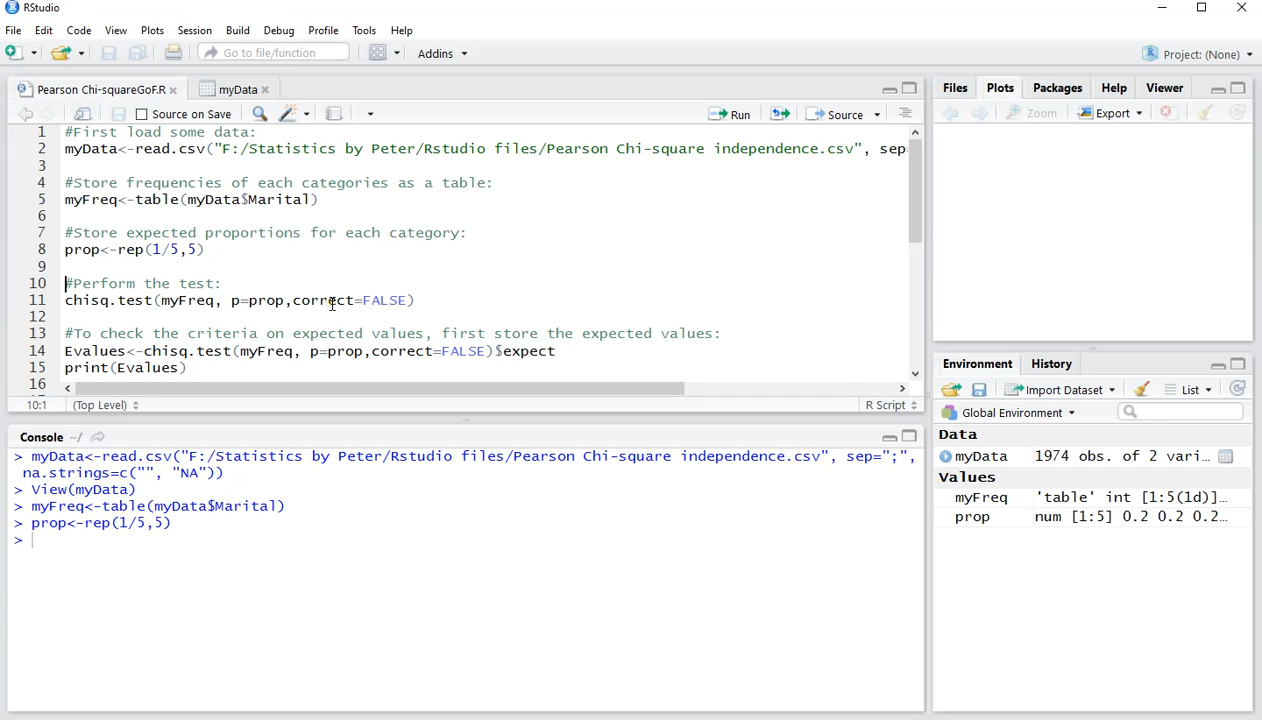 RStudio
File Edit Code View Plots Session Build Debug Profile Tools Help
Go to file/function Addins Project: (None)
Pearson Chi-squareGoF.R myData
Source on Save Run Source
1 #First load some data:
2 myData<-read.csv("F:/Statistics by Peter/Rstudio files/Pearson Chi-square independence.csv", sep=
3
4 #Store frequencies of each categories as a table:
5 myFreq<-table(myData$Marital)
6
7 #Store expected proportions for each category:
8 prop<-rep(1/5,5)
9
10 #Perform the test:
11 chisq.test(myFreq, p=prop,correct=FALSE)
12
13 #To check the criteria on expected values, first store the expected values:
14 Evalues<-chisq.test(myFreq, p=prop,correct=FALSE)$expect
15 print(Evalues)
16
10:1 (Top Level) R Script
Console ~/
> myData<-read.csv("F:/Statistics by Peter/Rstudio files/Pearson Chi-square independence.csv", sep=";",
na.strings=c("", "NA"))
> View(myData)
> myFreq<-table(myData$Marital)
> prop<-rep(1/5,5)
>
Files Plots Packages Help Viewer
Zoom Export
Environment History
Import Dataset List
Global Environment
Data
myData 1974 obs. of 2 vari...
Values
myFreq 'table' int [1:5(1d)]...
prop num [1:5] 0.2 0.2 0.2...